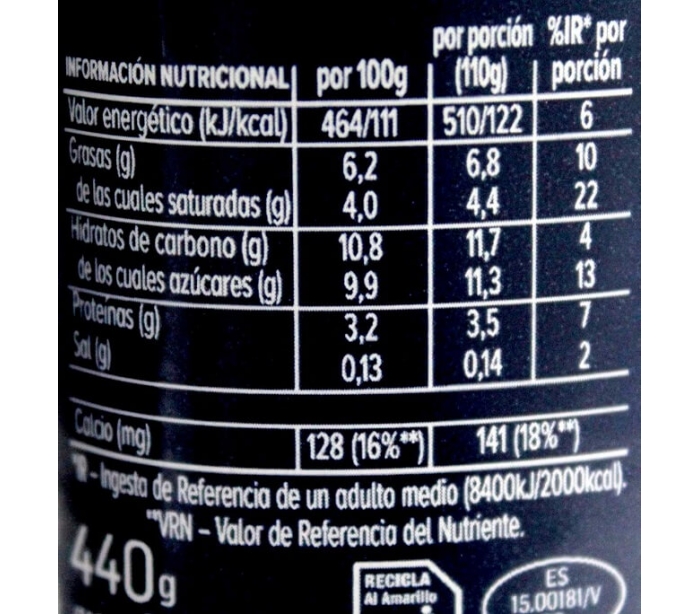 por porción %IR* por
INFORMACIÓN NUTRICIONAL por 100g (110g) porción
Valor energético (kJ/kcal) 464/111 510/122 6
Grasas (g) 6,2 6,8 10
de las cuales saturadas (g) 4,0 4,4 22
Hidratos de carbono (g) 10,8 11,7 4
de los cuales azúcares (g) 9,9 11,3 13
Proteínas (g) 3,2 3,5 7
Sal (g) 0,13 0,14 2
Calcio (mg) 128 (16%**) 141 (18%**)
*IR – Ingesta de Referencia de un adulto medio (8400kJ/2000kcal).
**VRN – Valor de Referencia del Nutriente.
440g
RECICLA
Al Amarillo
ES
15.00181/V